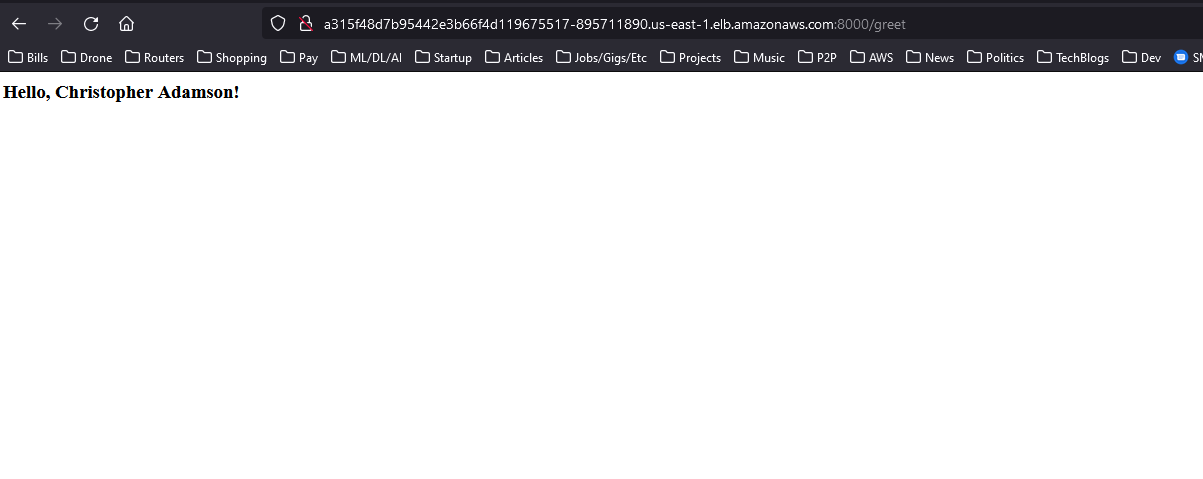 a315f48d7b95442e3b66f4d119675517-895711890.us-east-1.elb.amazonaws.com:8000/greet
Bills Drone Routers Shopping Pay ML/DL/AI Startup Articles Jobs/Gigs/Etc Projects Music P2P AWS News Politics TechBlogs Dev
Hello, Christopher Adamson!